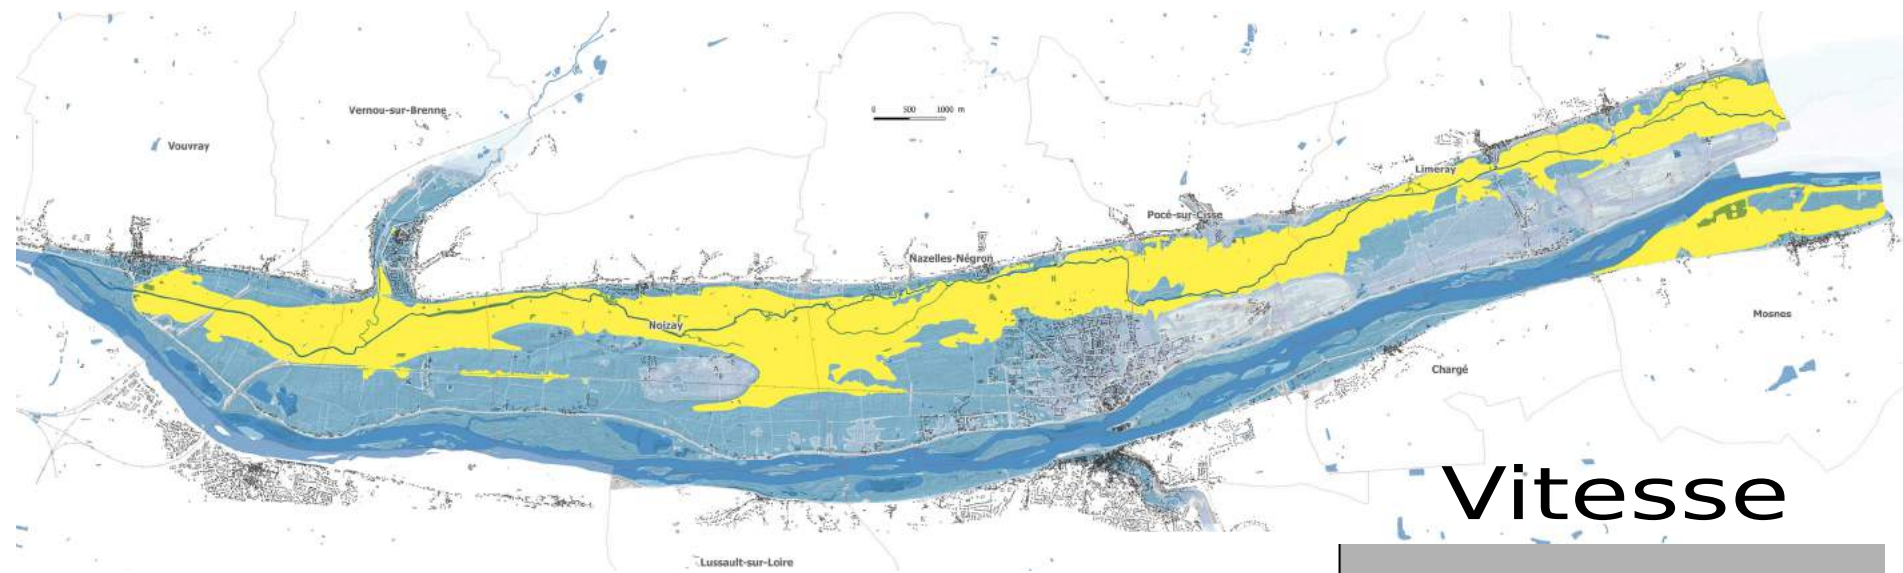 Vernou-sur-Brenne
0 500 1000 m
Vouvray
Limeray
Pocé-sur-Cisse
Nazelles-Négron
Mosnes
Noizay
Chargé
Vitesse
Lussault-sur-Loire